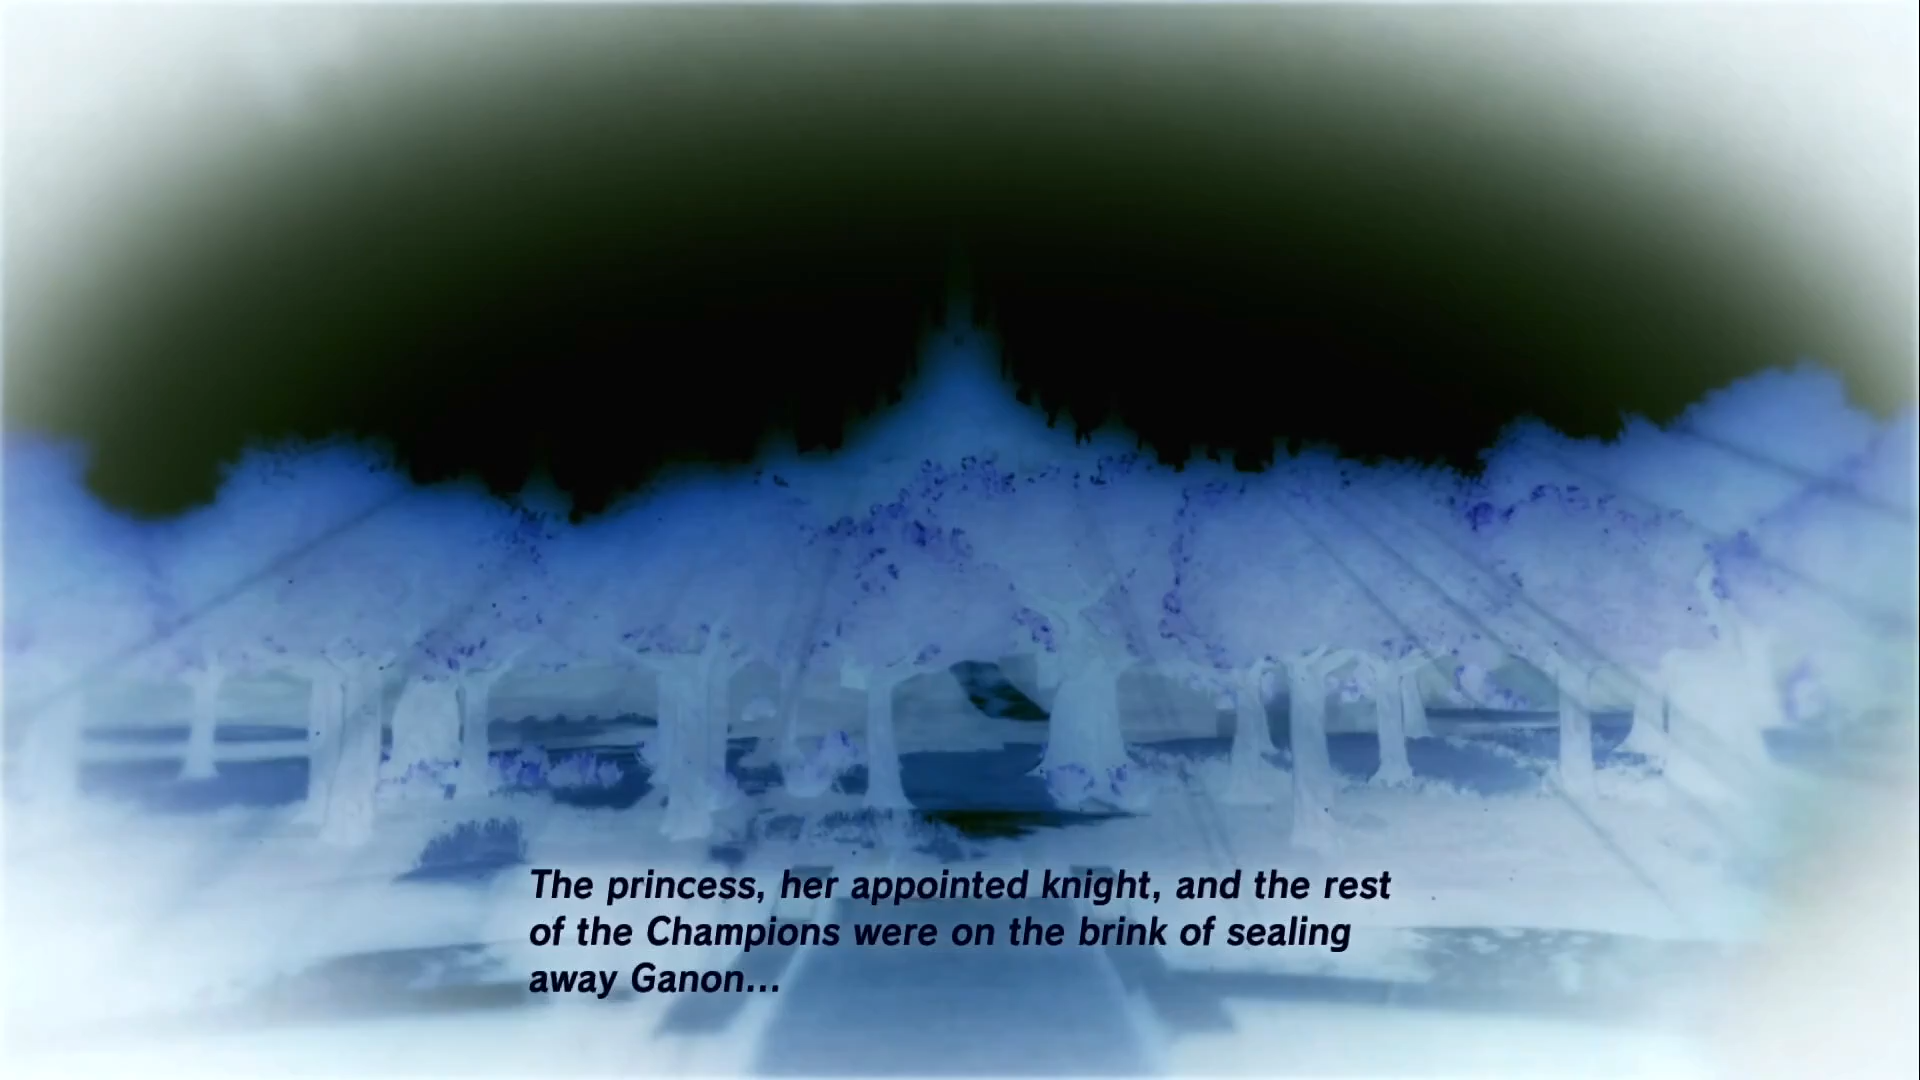 The princess, her appointed knight, and the rest
of the Champions were on the brink of sealing
away Ganon...